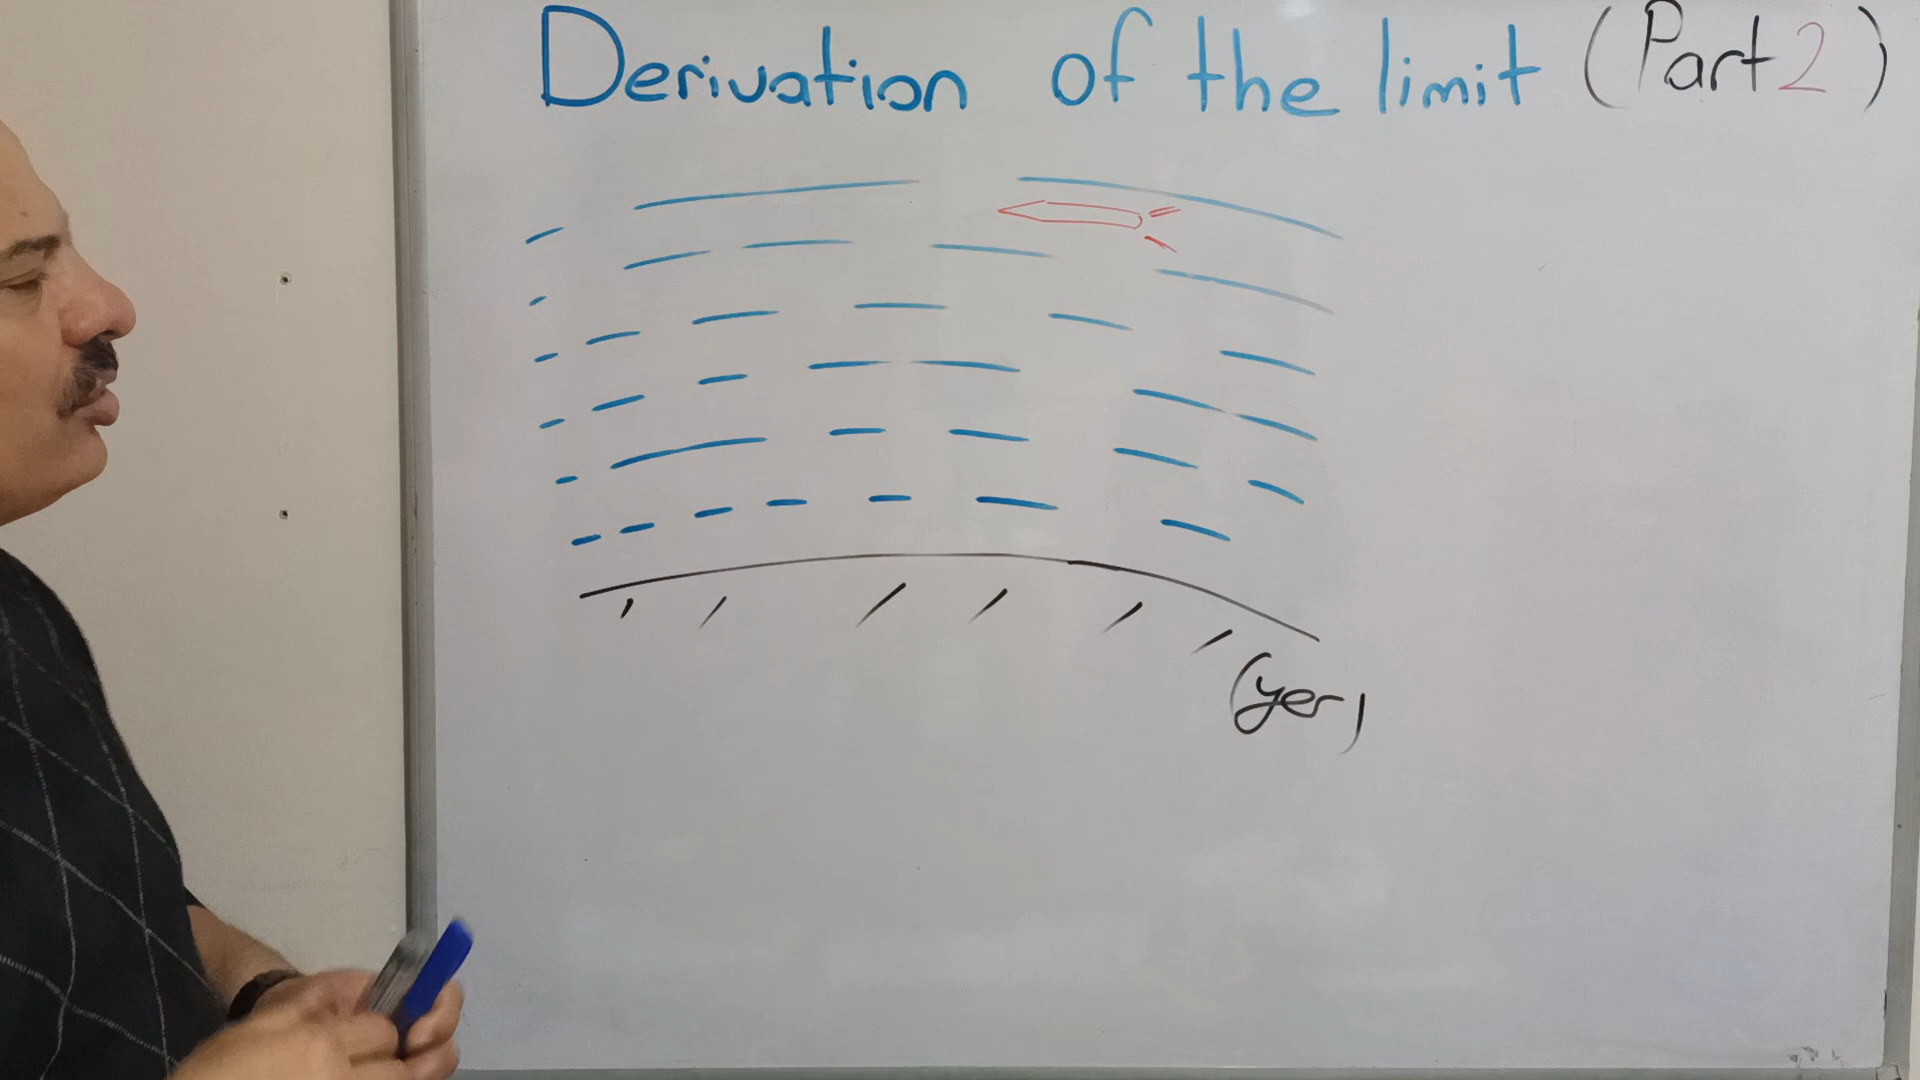 Derivation of the limit (Part 2)
(yer)